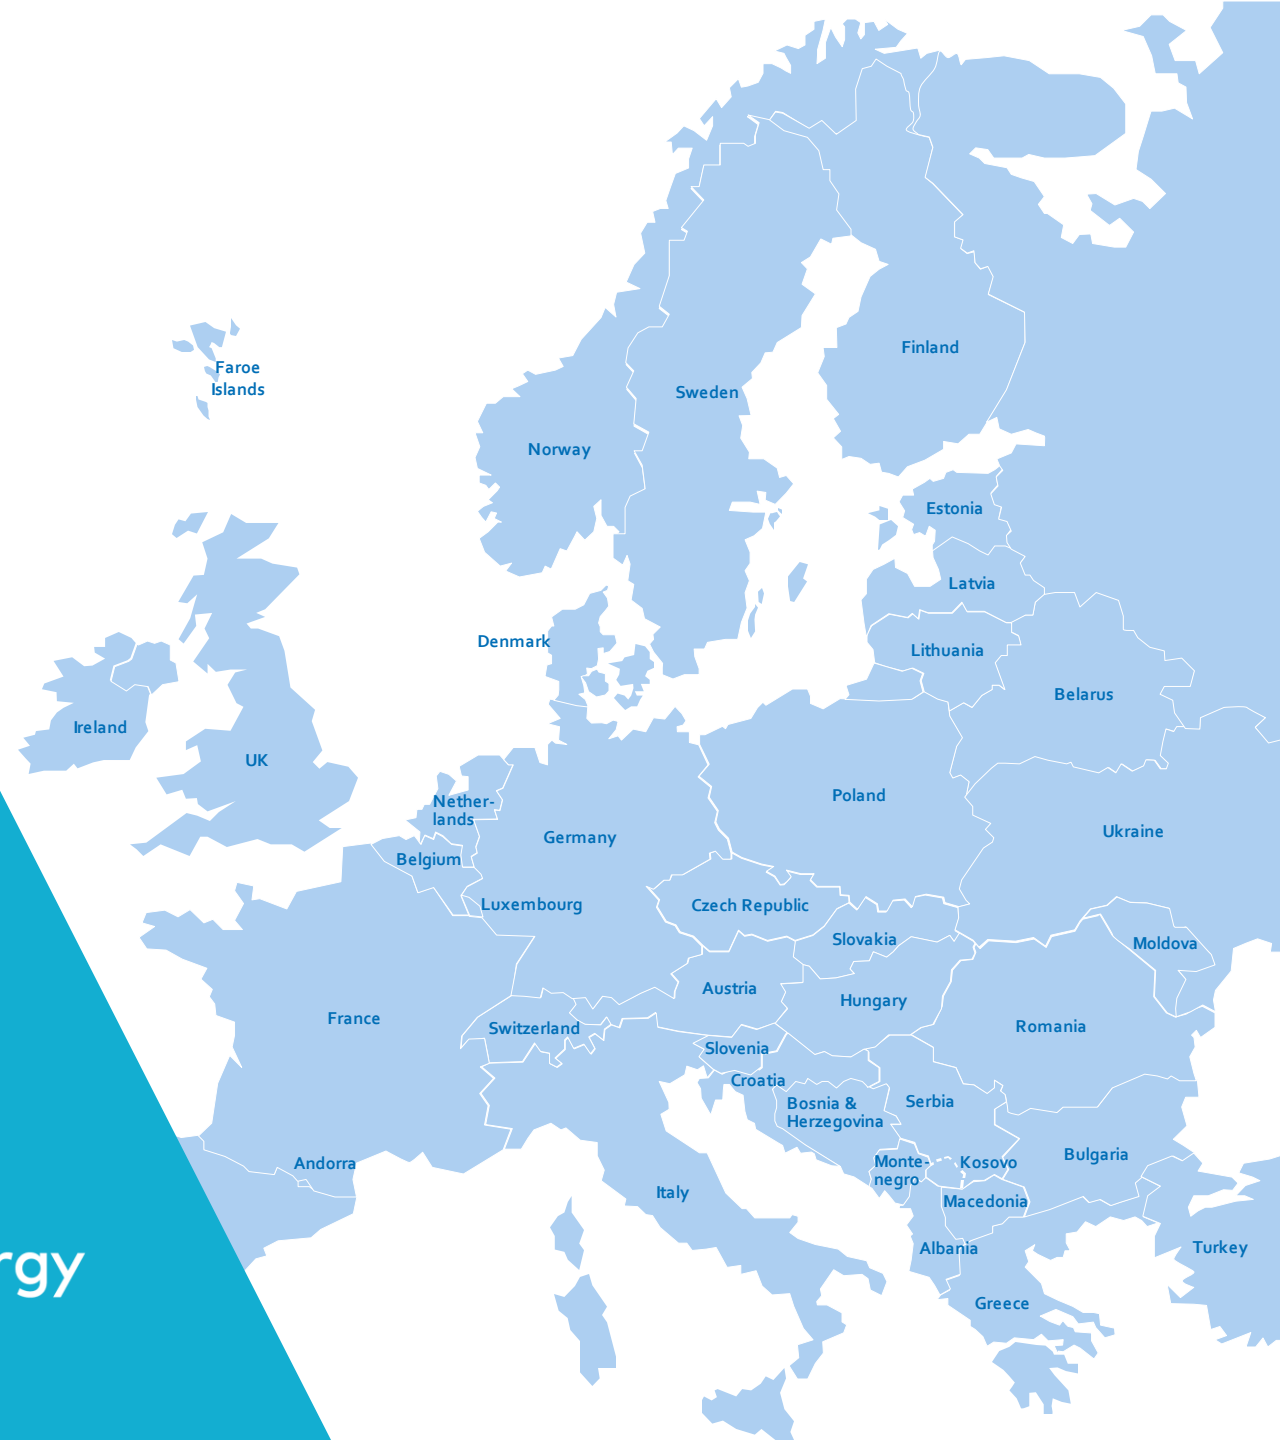 Faroe
Islands
Finland
Sweden
Norway
Estonia
Latvia
Denmark
Lithuania
Belarus
Ireland
UK
Poland
Nether-
lands
Ukraine
Germany
Belgium
Luxembourg
Czech Republic
Slovakia
Moldova
Austria
Hungary
France
Switzerland
Romania
Slovenia
Croatia
Bosnia &
Herzegovina
Serbia
Bulgaria
Andorra
Monte-
negro
Kosovo
Italy
Macedonia
Albania
Turkey
rgy
Greece